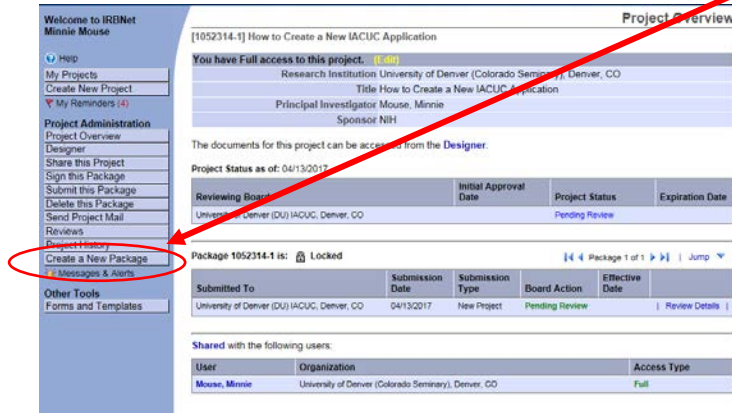 Welcome to IRBNet
Minnie Mouse
Help
My Projects
Create New Project
My Reminders (4)
Project Administration
Project Overview
Designer
Share this Project
Sign this Package
Submit this Package
Delete this Package
Send Project Mail
Reviews
Project History
Create a New Package
Messages & Alerts
Other Tools
Forms and Templates
Project Overview
[1052314-1] How to Create a New IACUC Application
You have Full access to this project. (Edit)
Research Institution University of Denver (Colorado Seminary), Denver, CO
Title How to Create a New IACUC Application
Principal Investigator Mouse, Minnie
Sponsor NIH
The documents for this project can be accessed from the Designer.
Project Status as of: 04/13/2017
Reviewing Board Initial Approval Date Project Status Expiration Date
University of Denver (DU) IACUC, Denver, CO Pending Review
Package 1052314-1 is: Locked Package 1 of 1 | Jump
Submitted To Submission Date Submission Type Board Action Effective Date
University of Denver (DU) IACUC, Denver, CO 04/13/2017 New Project Pending Review | Review Details |
Shared with the following users:
User Organization Access Type
Mouse, Minnie University of Denver (Colorado Seminary), Denver, CO Full